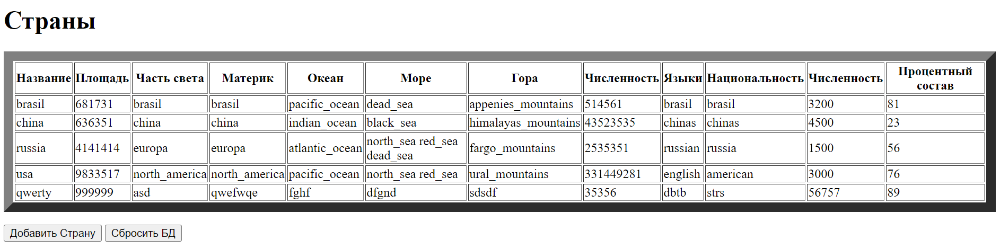 Страны
Название Площадь Часть света Материк Океан Море Гора Численность Языки Национальность Численность Процентный состав
brasil 681731 brasil brasil pacific_ocean dead_sea appenies_mountains 514561 brasil brasil 3200 81
china 636351 china china indian_ocean black_sea himalayas_mountains 43523535 chinas chinas 4500 23
russia 4141414 europa europa atlantic_ocean north_sea red_sea dead_sea fargo_mountains 2535351 russian russia 1500 56
usa 9833517 north_america north_america pacific_ocean north_sea red_sea ural_mountains 331449281 english american 3000 76
qwerty 999999 asd qwefwqe fghf dfgnd sdsdf 35356 dbtb strs 56757 89
Добавить Страну Сбросить БД